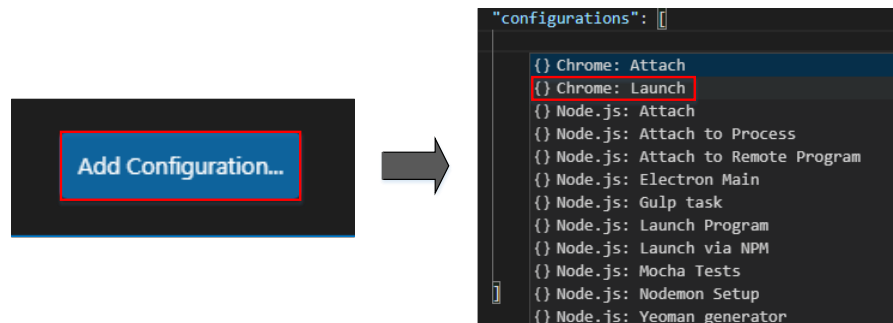 Add Configuration...
"configurations": [
{} Chrome: Attach
{} Chrome: Launch
{} Node.js: Attach
{} Node.js: Attach to Process
{} Node.js: Attach to Remote Program
{} Node.js: Electron Main
{} Node.js: Gulp task
{} Node.js: Launch Program
{} Node.js: Launch via NPM
{} Node.js: Mocha Tests
] {} Node.js: Nodemon Setup
{} Node.js: Yeoman generator